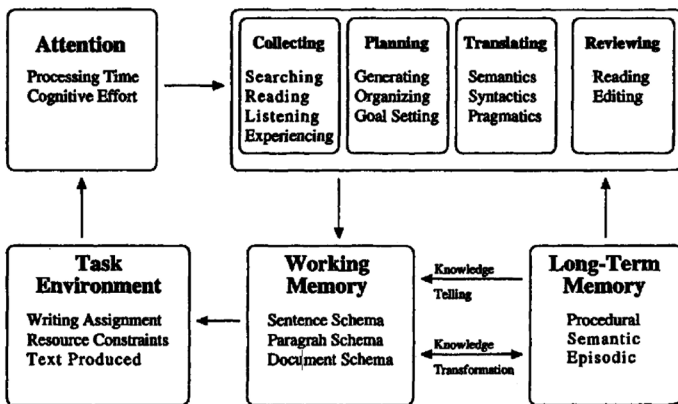 Attention
Processing Time
Cognitive Effort
Collecting
Searching
Reading
Listening
Experiencing
Planning
Generating
Organizing
Goal Setting
Translating
Semantics
Syntactics
Pragmatics
Reviewing
Reading
Editing
Task
Environment
Writing Assignment
Resource Constraints
Text Produced
Working
Memory
Sentence Schema
Paragrah Schema
Document Schema
Knowledge
Telling
Knowledge
Transformation
Long-Term
Memory
Procedural
Semantic
Episodic